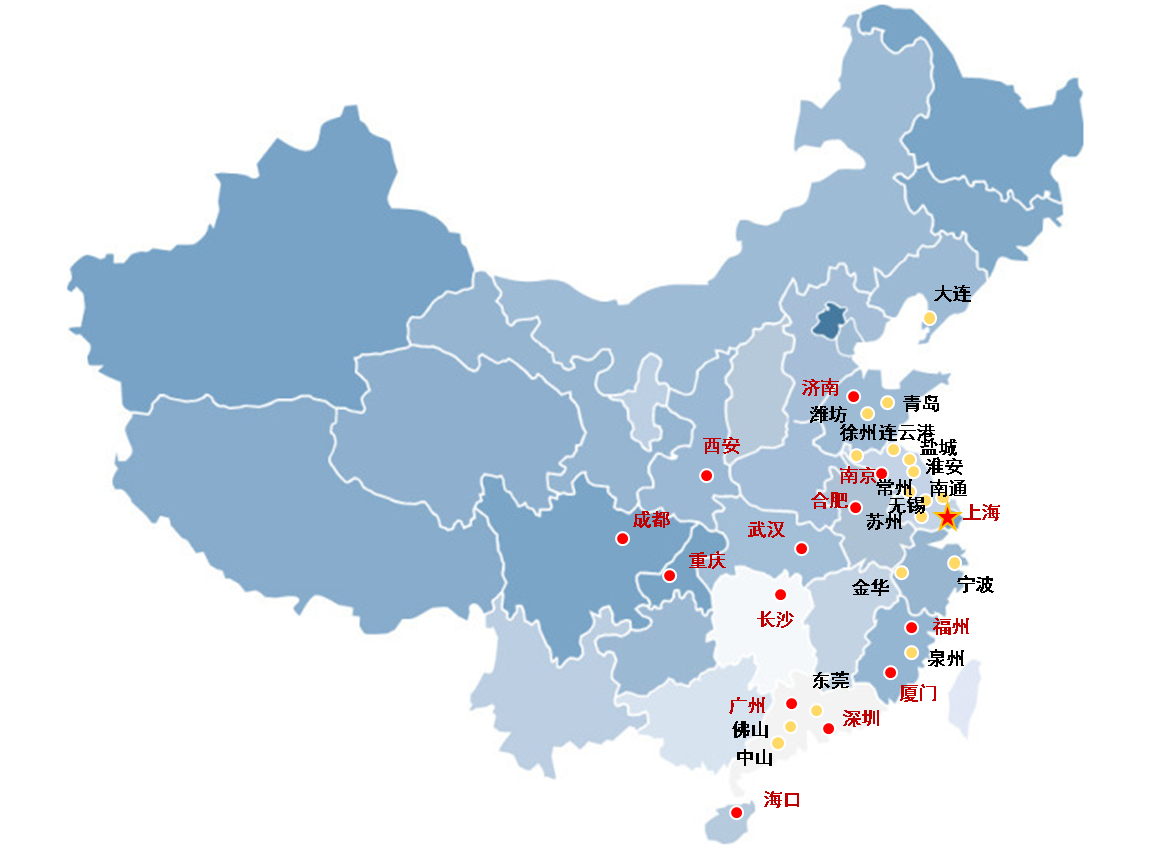 大连
济南
青岛
潍坊
徐州
连云港
西安
盐城
淮安
南京
常州
南通
合肥
无锡
上海
苏州
成都
武汉
重庆
金华
宁波
长沙
福州
泉州
东莞
厦门
广州
深圳
佛山
中山
海口